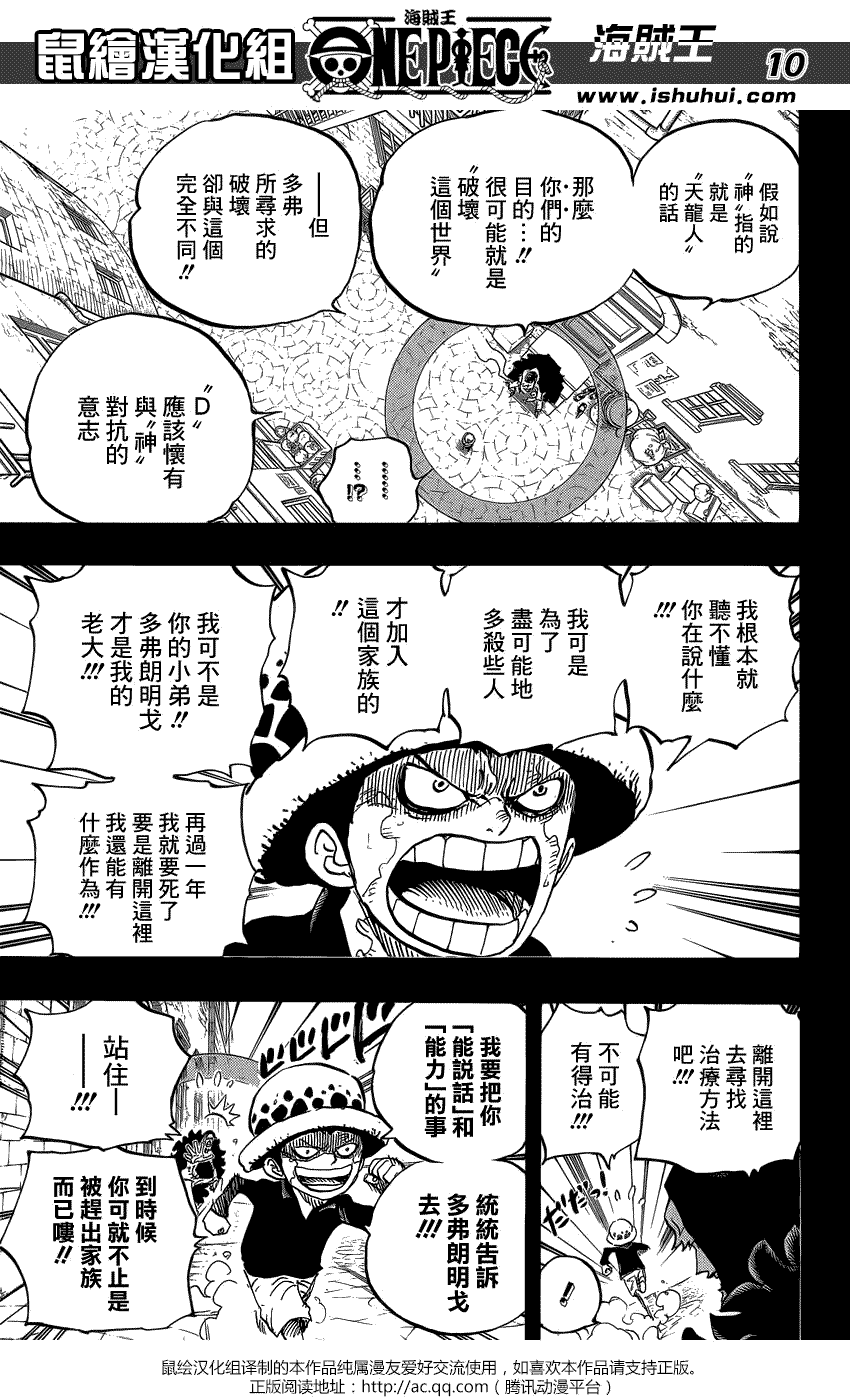 鼠繪漢化組
海賊王
ONE PIECE
海賊王
10
www.ishuhui.com
假如說
〝神〞指的
就是
〝天龍人〞
的話
那麼
你們的
目的…!!
很可能就是
〝破壞
這個世界〞
——但
多弗
所尋求的
破壞
卻與這個
完全不同!!
〝D〞
應該懷有
與〝神〞
對抗的
意志
……
……!?
我根本就
聽不懂
你在說什麼
!!!
我可是
為了
盡可能地
多殺些人
才加入
這個家族的
!!
我可不是
你的小弟!!
多弗朗明戈
才是我的
老大!!!
再過一年
我就要死了
要是離開這裡
我還能有
什麼作為!!!
離開這裡
去尋找
治療方法
吧!!!
不可能
有得治!!!
だだっ!
!
我要把你
「能說話」和
「能力」的事
統統告訴
多弗朗明戈
去!!!
ドドドド
站住—
—!!!
到時候
你可就不止是
被趕出家族
而已嘍!!
鼠绘汉化组译制的本作品纯属漫友爱好交流使用，如喜欢本作品请支持正版。
正版阅读地址：http://ac.qq.com（腾讯动漫平台）